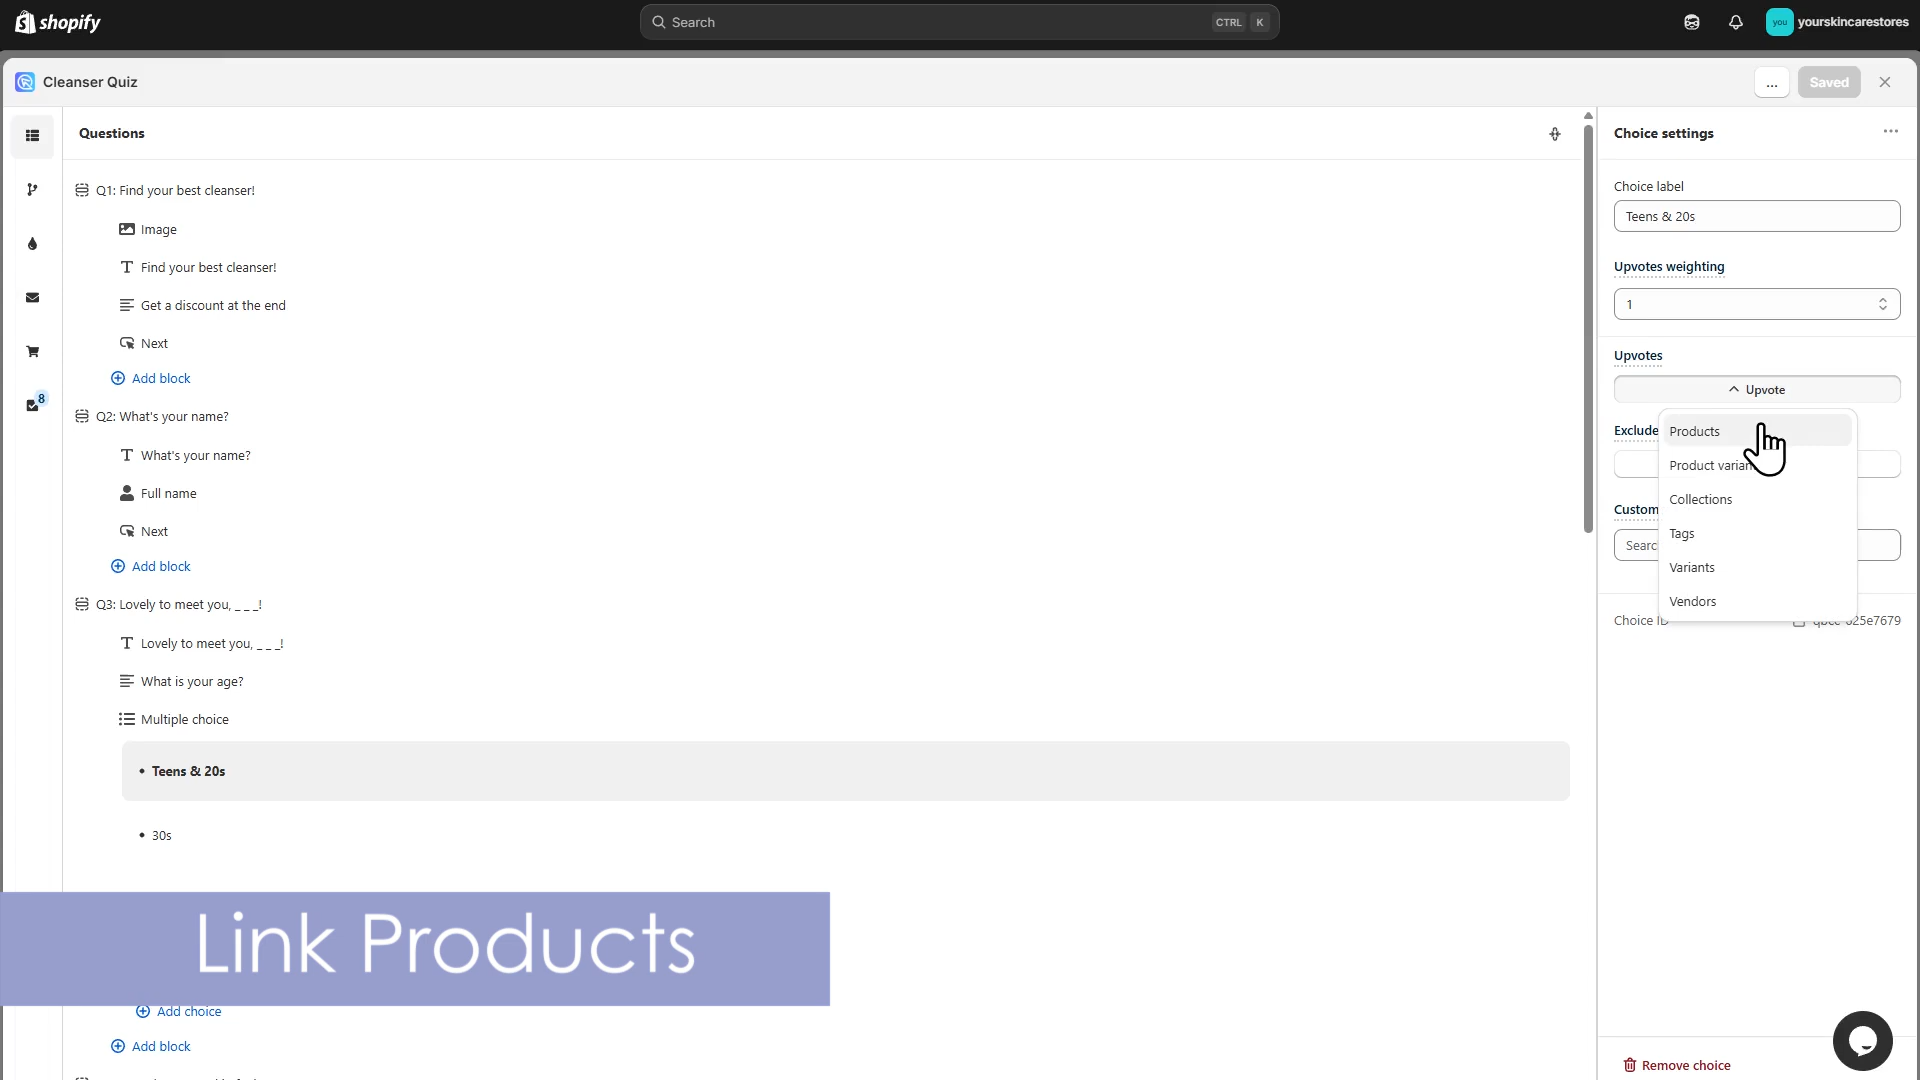 shopify
Search
CTRL K
you
yourskincarestores
Cleanser Quiz
...
Saved
Questions
Q1: Find your best cleanser!
Image
Find your best cleanser!
Get a discount at the end
Next
Add block
Q2: What's your name?
What's your name?
Full name
Next
Add block
Q3: Lovely to meet you, _ _ _!
Lovely to meet you, _ _ _!
What is your age?
Multiple choice
• Teens & 20s
• 30s
Add choice
Add block
8
Choice settings
Choice label
Teens & 20s
Upvotes weighting
1
Upvotes
Upvote
Exclude
Products
Product varian
Collections
Custom
Tags
Searc
Variants
Vendors
Choice ID
Remove choice
Link Products